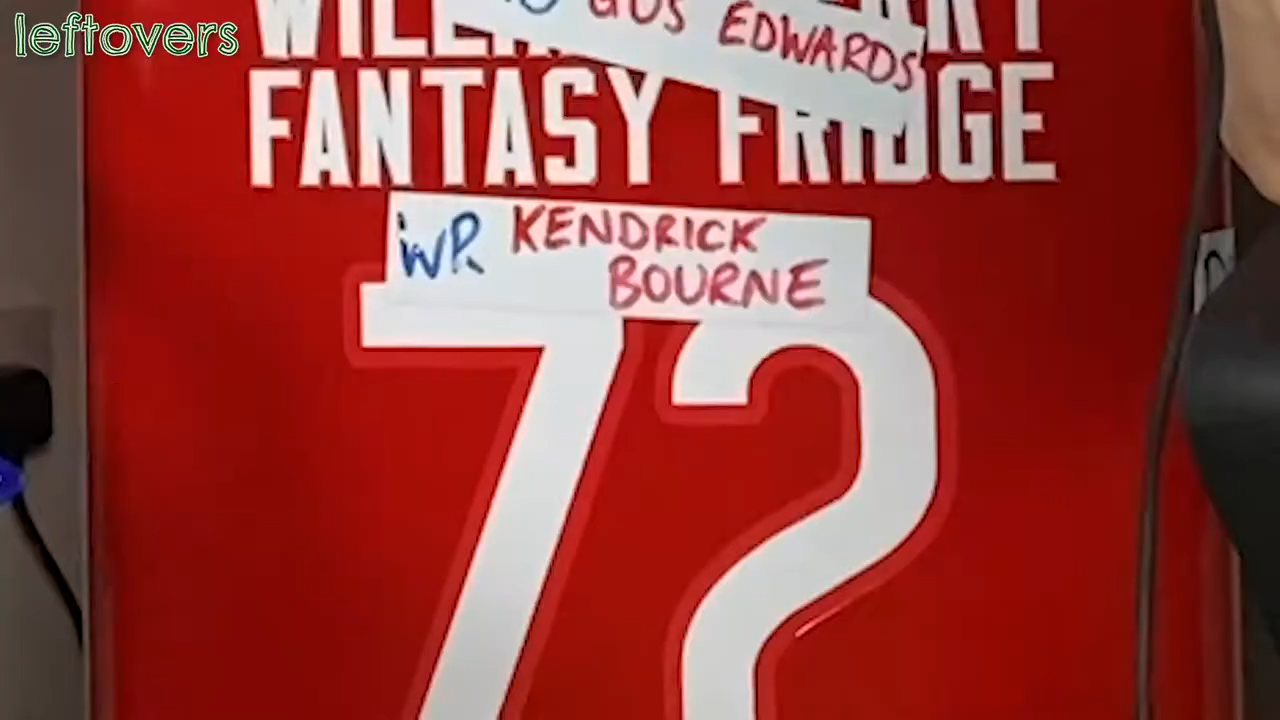 leftovers
GUS EDWARDS
FANTASY FRIDGE
WR KENDRICK
BOURNE
72